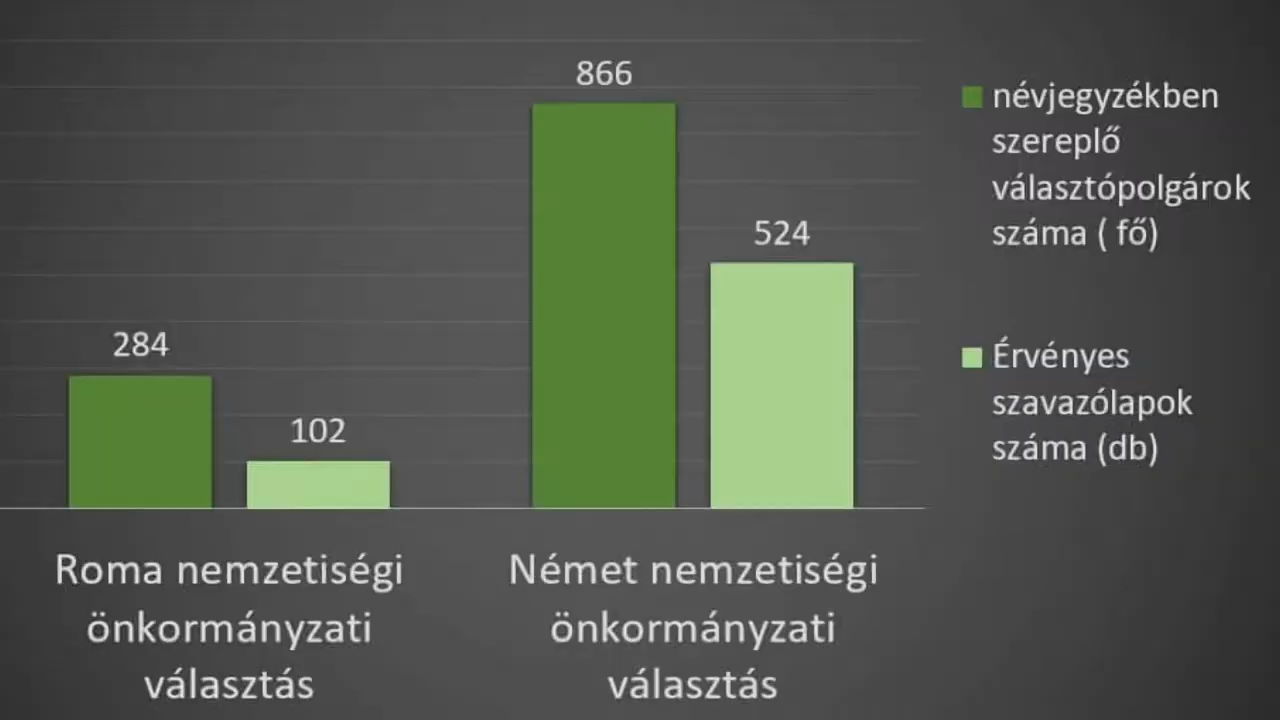 866
524
284
102
névjegyzékben
szereplő
választópolgárok
száma ( fő)
Érvényes
szavazólapok
száma (db)
Roma nemzetiségi
önkormányzati
választás
Német nemzetiségi
önkormányzati
választás